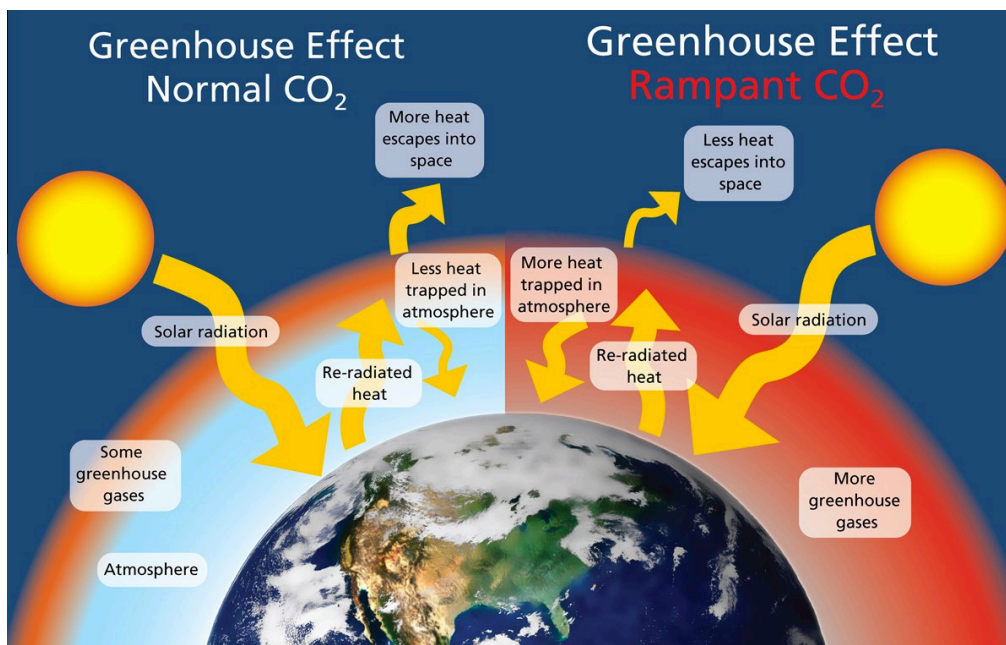 Greenhouse Effect
Normal CO₂
Greenhouse Effect
Rampant CO₂
More heat
escapes into
space
Less heat
escapes into
space
Less heat
trapped in
atmosphere
More heat
trapped in
atmosphere
Solar radiation
Solar radiation
Re-radiated
heat
Re-radiated
heat
Some
greenhouse
gases
More
greenhouse
gases
Atmosphere